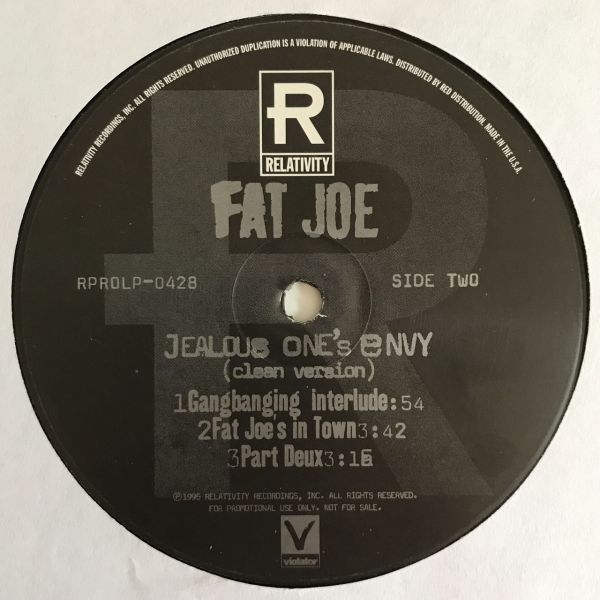 RELATIVITY RECORDINGS, INC. ALL RIGHTS RESERVED. UNAUTHORIZED DUPLICATION IS A VIOLATION OF APPLICABLE LAWS. DISTRIBUTED BY RED DISTRIBUTION. MADE IN THE U.S.A.
R
RELATIVITY
FAT JOE
RPROLP-0428
SIDE TWO
JEALOUS ONE's ENVY
(clean version)
1Gangbanging interlude:54
2Fat Joe's in Town3:42
3Part Deux3:16
℗1995 RELATIVITY RECORDINGS, INC. ALL RIGHTS RESERVED.
FOR PROMOTIONAL USE ONLY. NOT FOR SALE.
V
violator